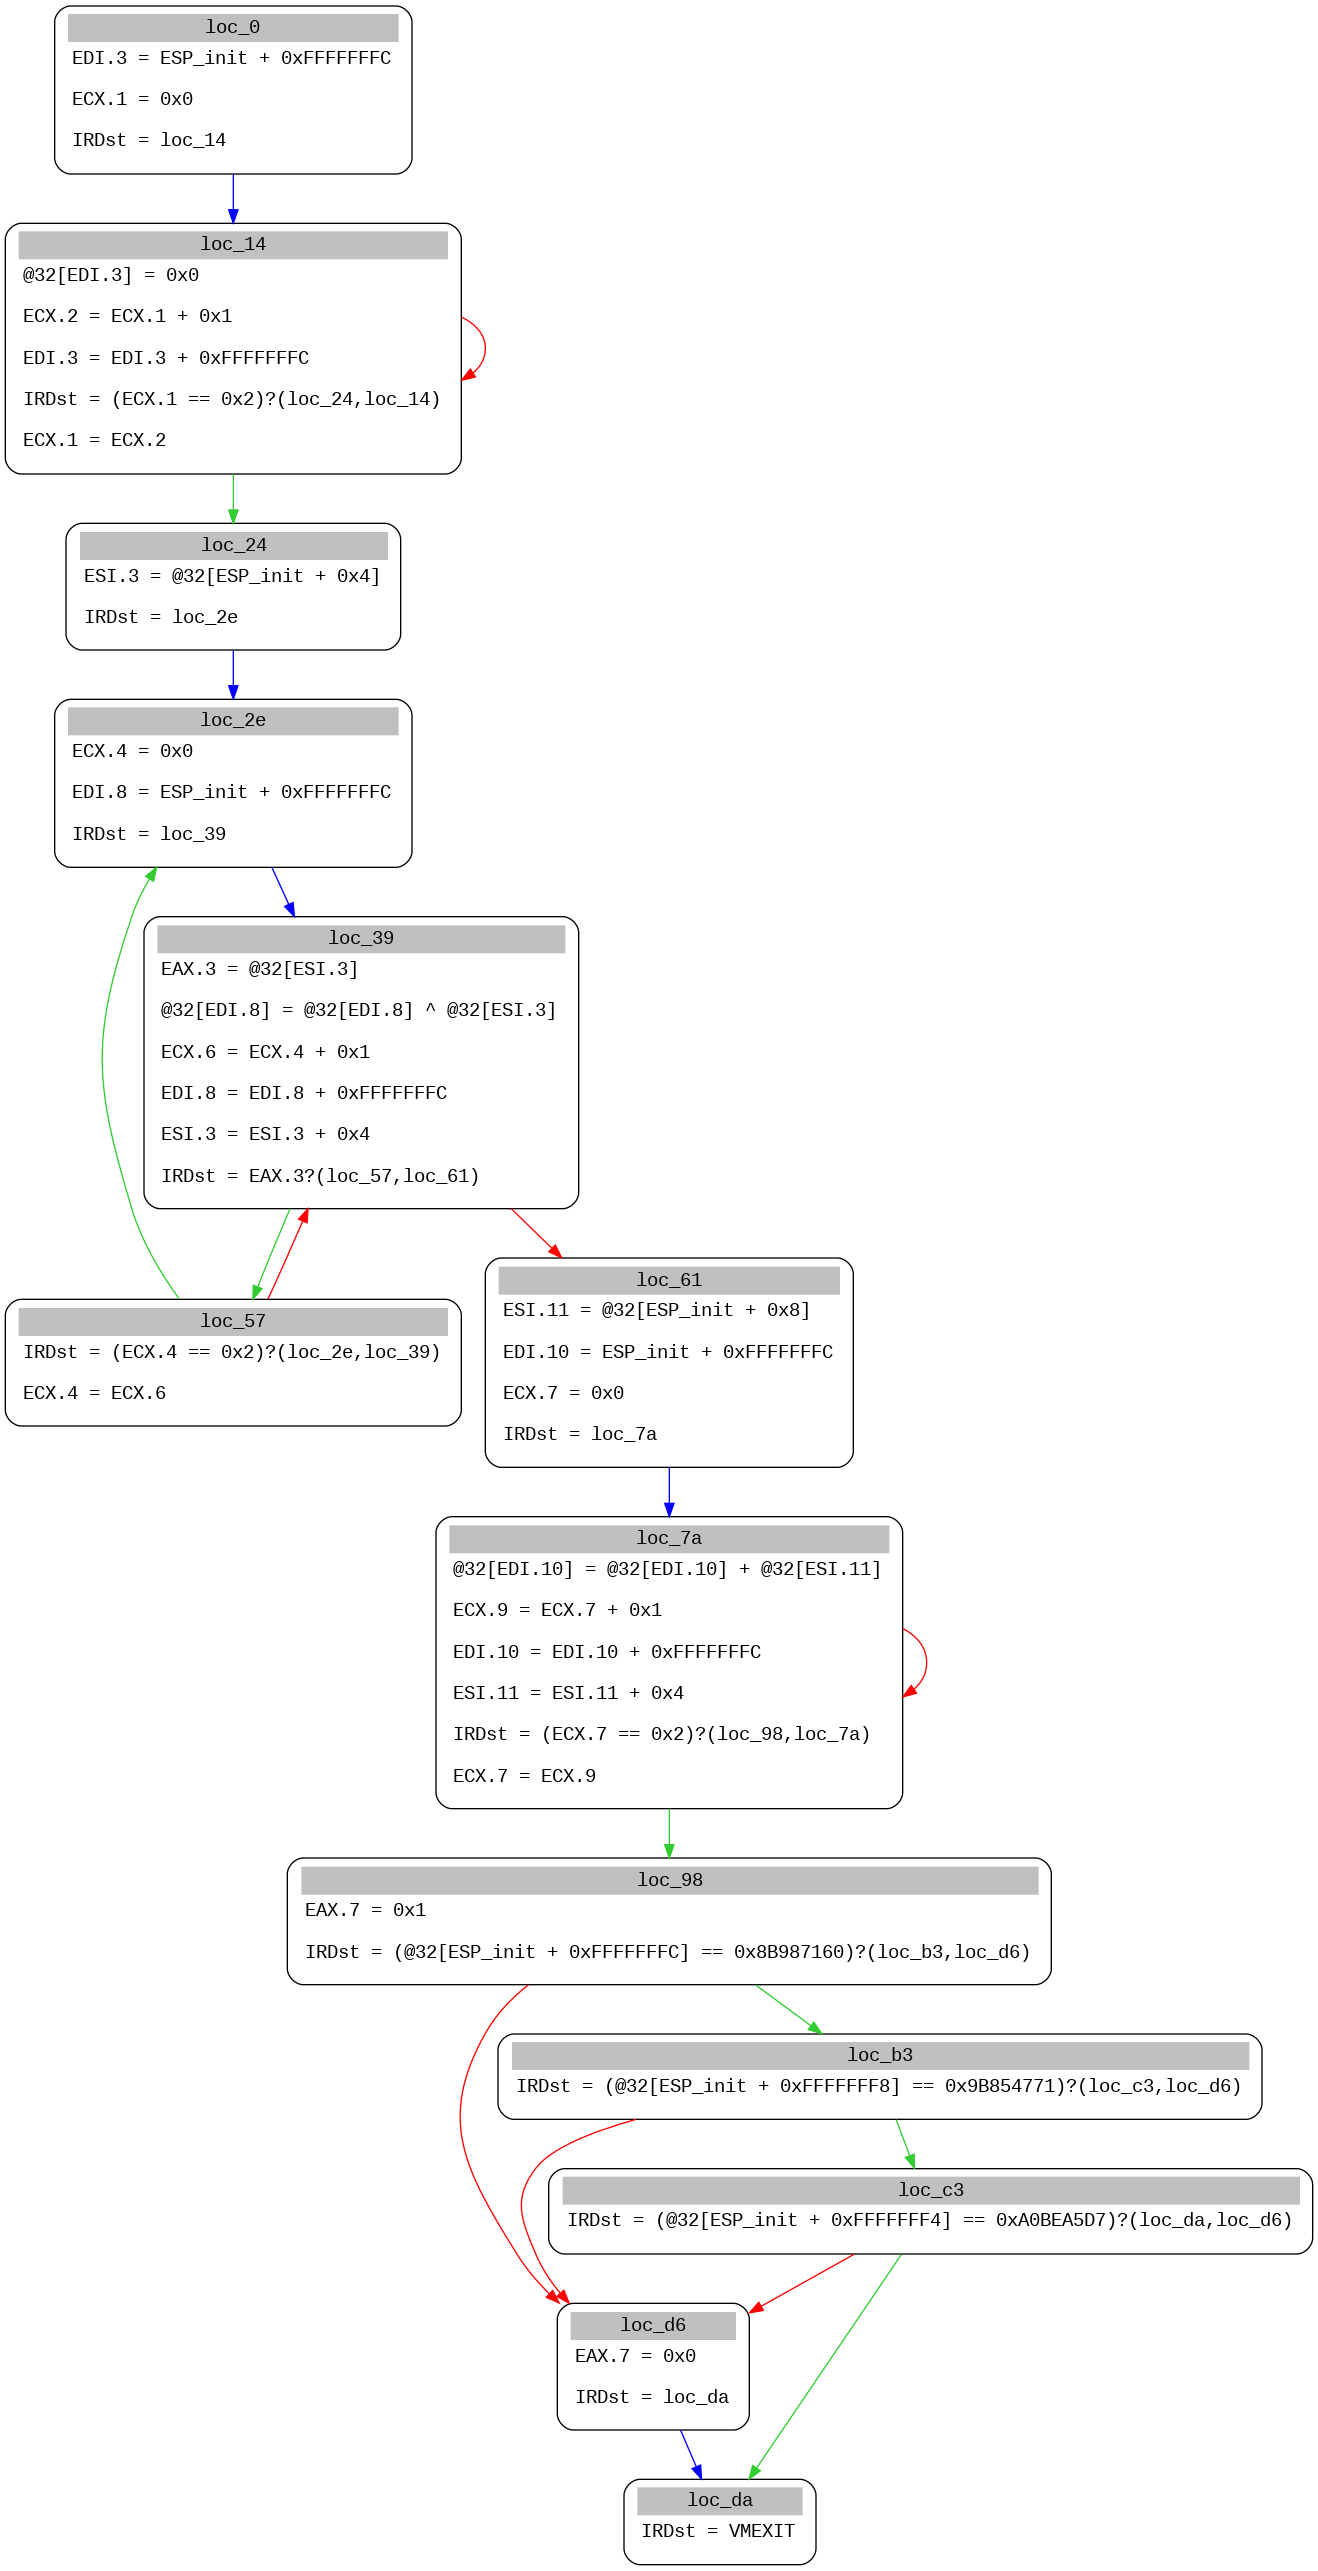 loc_0
EDI.3 = ESP_init + 0xFFFFFFFC
ECX.1 = 0x0
IRDst = loc_14
loc_14
@32[EDI.3] = 0x0
ECX.2 = ECX.1 + 0x1
EDI.3 = EDI.3 + 0xFFFFFFFC
IRDst = (ECX.1 == 0x2)?(loc_24,loc_14)
ECX.1 = ECX.2
loc_24
ESI.3 = @32[ESP_init + 0x4]
IRDst = loc_2e
loc_2e
ECX.4 = 0x0
EDI.8 = ESP_init + 0xFFFFFFFC
IRDst = loc_39
loc_39
EAX.3 = @32[ESI.3]
@32[EDI.8] = @32[EDI.8] ^ @32[ESI.3]
ECX.6 = ECX.4 + 0x1
EDI.8 = EDI.8 + 0xFFFFFFFC
ESI.3 = ESI.3 + 0x4
IRDst = EAX.3?(loc_57,loc_61)
loc_57
IRDst = (ECX.4 == 0x2)?(loc_2e,loc_39)
ECX.4 = ECX.6
loc_61
ESI.11 = @32[ESP_init + 0x8]
EDI.10 = ESP_init + 0xFFFFFFFC
ECX.7 = 0x0
IRDst = loc_7a
loc_7a
@32[EDI.10] = @32[EDI.10] + @32[ESI.11]
ECX.9 = ECX.7 + 0x1
EDI.10 = EDI.10 + 0xFFFFFFFC
ESI.11 = ESI.11 + 0x4
IRDst = (ECX.7 == 0x2)?(loc_98,loc_7a)
ECX.7 = ECX.9
loc_98
EAX.7 = 0x1
IRDst = (@32[ESP_init + 0xFFFFFFFC] == 0x8B987160)?(loc_b3,loc_d6)
loc_b3
IRDst = (@32[ESP_init + 0xFFFFFFF8] == 0x9B854771)?(loc_c3,loc_d6)
loc_c3
IRDst = (@32[ESP_init + 0xFFFFFFF4] == 0xA0BEA5D7)?(loc_da,loc_d6)
loc_d6
EAX.7 = 0x0
IRDst = loc_da
loc_da
IRDst = VMEXIT